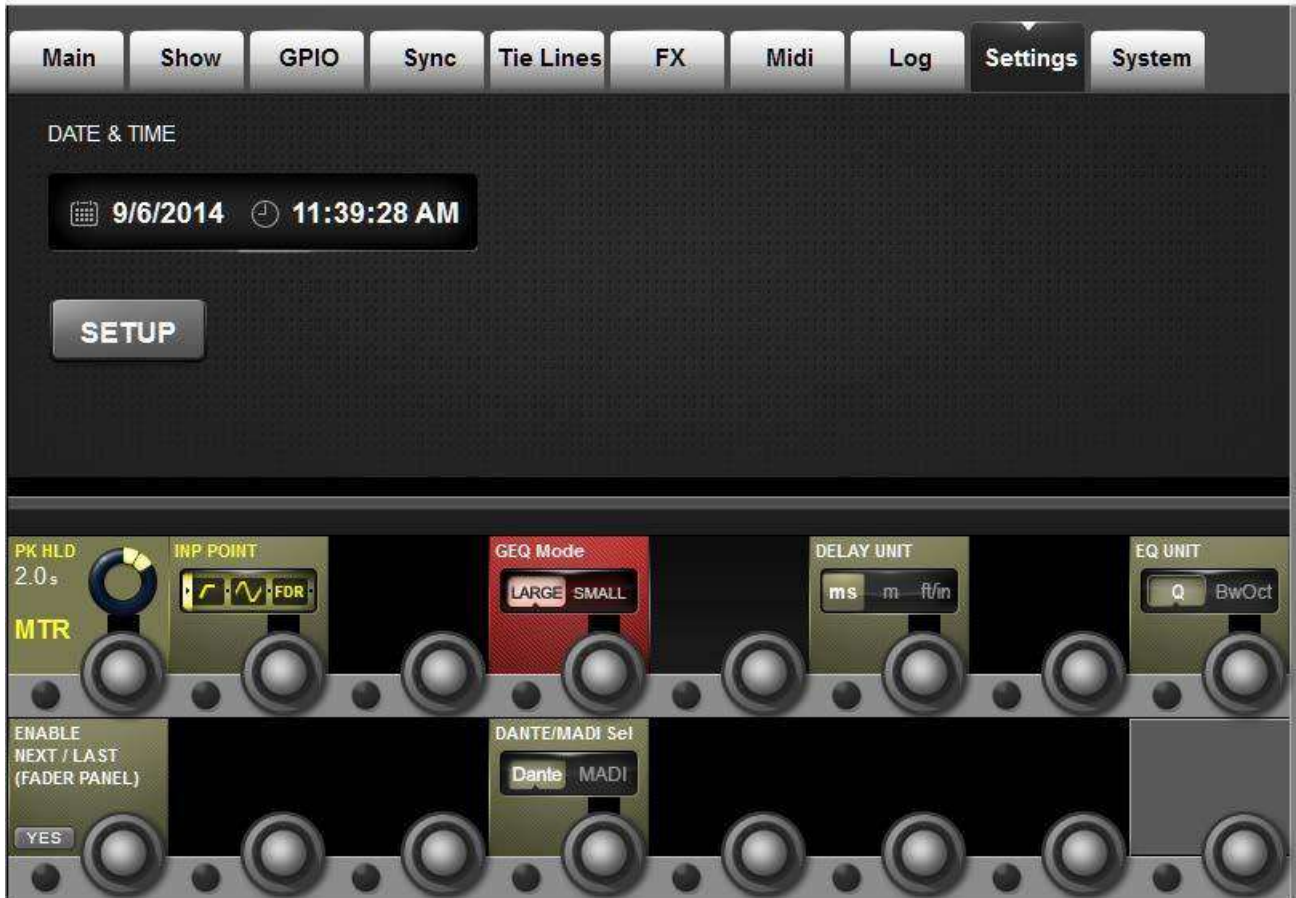 Main Show GPIO Sync Tie Lines FX Midi Log Settings System
DATE & TIME
9/6/2014 11:39:28 AM
SETUP
PK HLD INP POINT GEQ Mode DELAY UNIT EQ UNIT
2.0s FDR LARGE SMALL ms m ft/in Q BwOct
MTR
ENABLE DANTE/MADI Sel
NEXT / LAST
(FADER PANEL) Dante MADI
YES